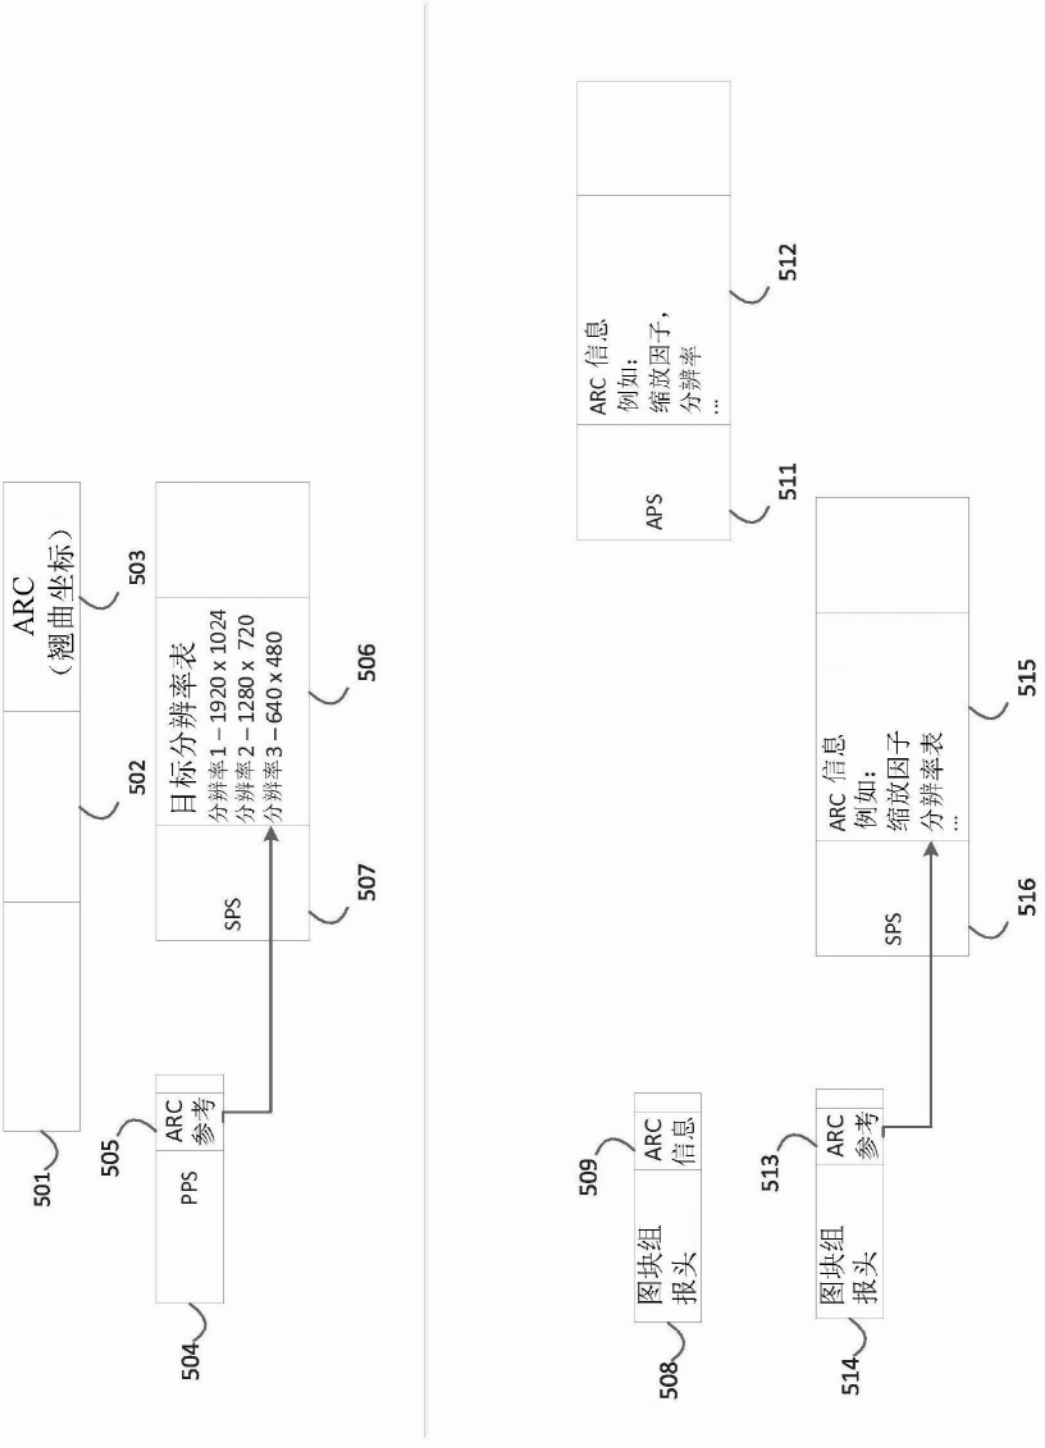 ARC
（翘曲坐标）
501
502
503
PPS
ARC
参考
504
505
SPS
目标分辨率表
分辨率1－1920 x 1024
分辨率2－1280 x 720
分辨率3－640 x 480
507
506
图块组
报头
ARC
信息
508
509
APS
ARC 信息
例如：
缩放因子，
分辨率
...
511
512
图块组
报头
ARC
参考
514
513
SPS
ARC 信息
例如：
缩放因子
分辨率表
...
516
515